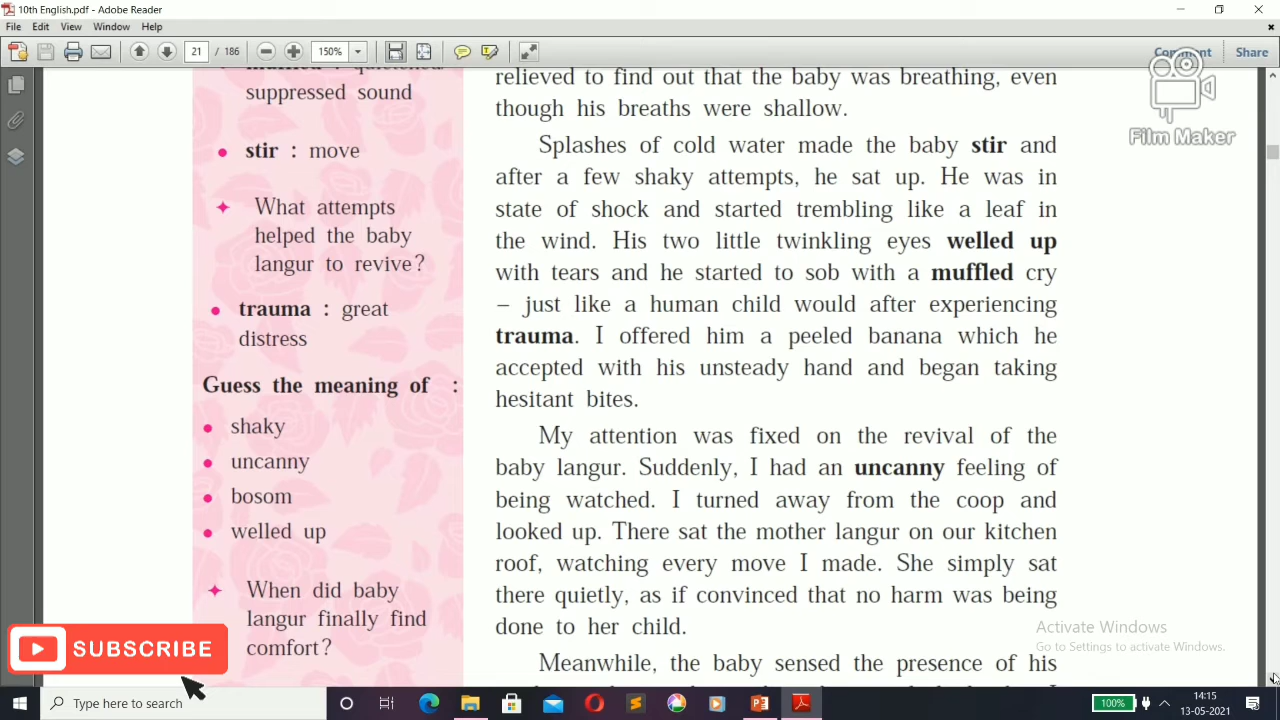 10th English.pdf - Adobe Reader
File Edit View Window Help
21 / 186 150% Comment Share
Film Maker
suppressed sound
• stir : move
What attempts
helped the baby
langur to revive?
• trauma : great
distress
Guess the meaning of :
• shaky
• uncanny
• bosom
• welled up
When did baby
langur finally find
comfort?
relieved to find out that the baby was breathing, even
though his breaths were shallow.
Splashes of cold water made the baby stir and
after a few shaky attempts, he sat up. He was in
state of shock and started trembling like a leaf in
the wind. His two little twinkling eyes welled up
with tears and he started to sob with a muffled cry
– just like a human child would after experiencing
trauma. I offered him a peeled banana which he
accepted with his unsteady hand and began taking
hesitant bites.
My attention was fixed on the revival of the
baby langur. Suddenly, I had an uncanny feeling of
being watched. I turned away from the coop and
looked up. There sat the mother langur on our kitchen
roof, watching every move I made. She simply sat
there quietly, as if convinced that no harm was being
done to her child.
Meanwhile, the baby sensed the presence of his
SUBSCRIBE
Activate Windows
Go to Settings to activate Windows.
Type here to search
100%
14:15
13-05-2021